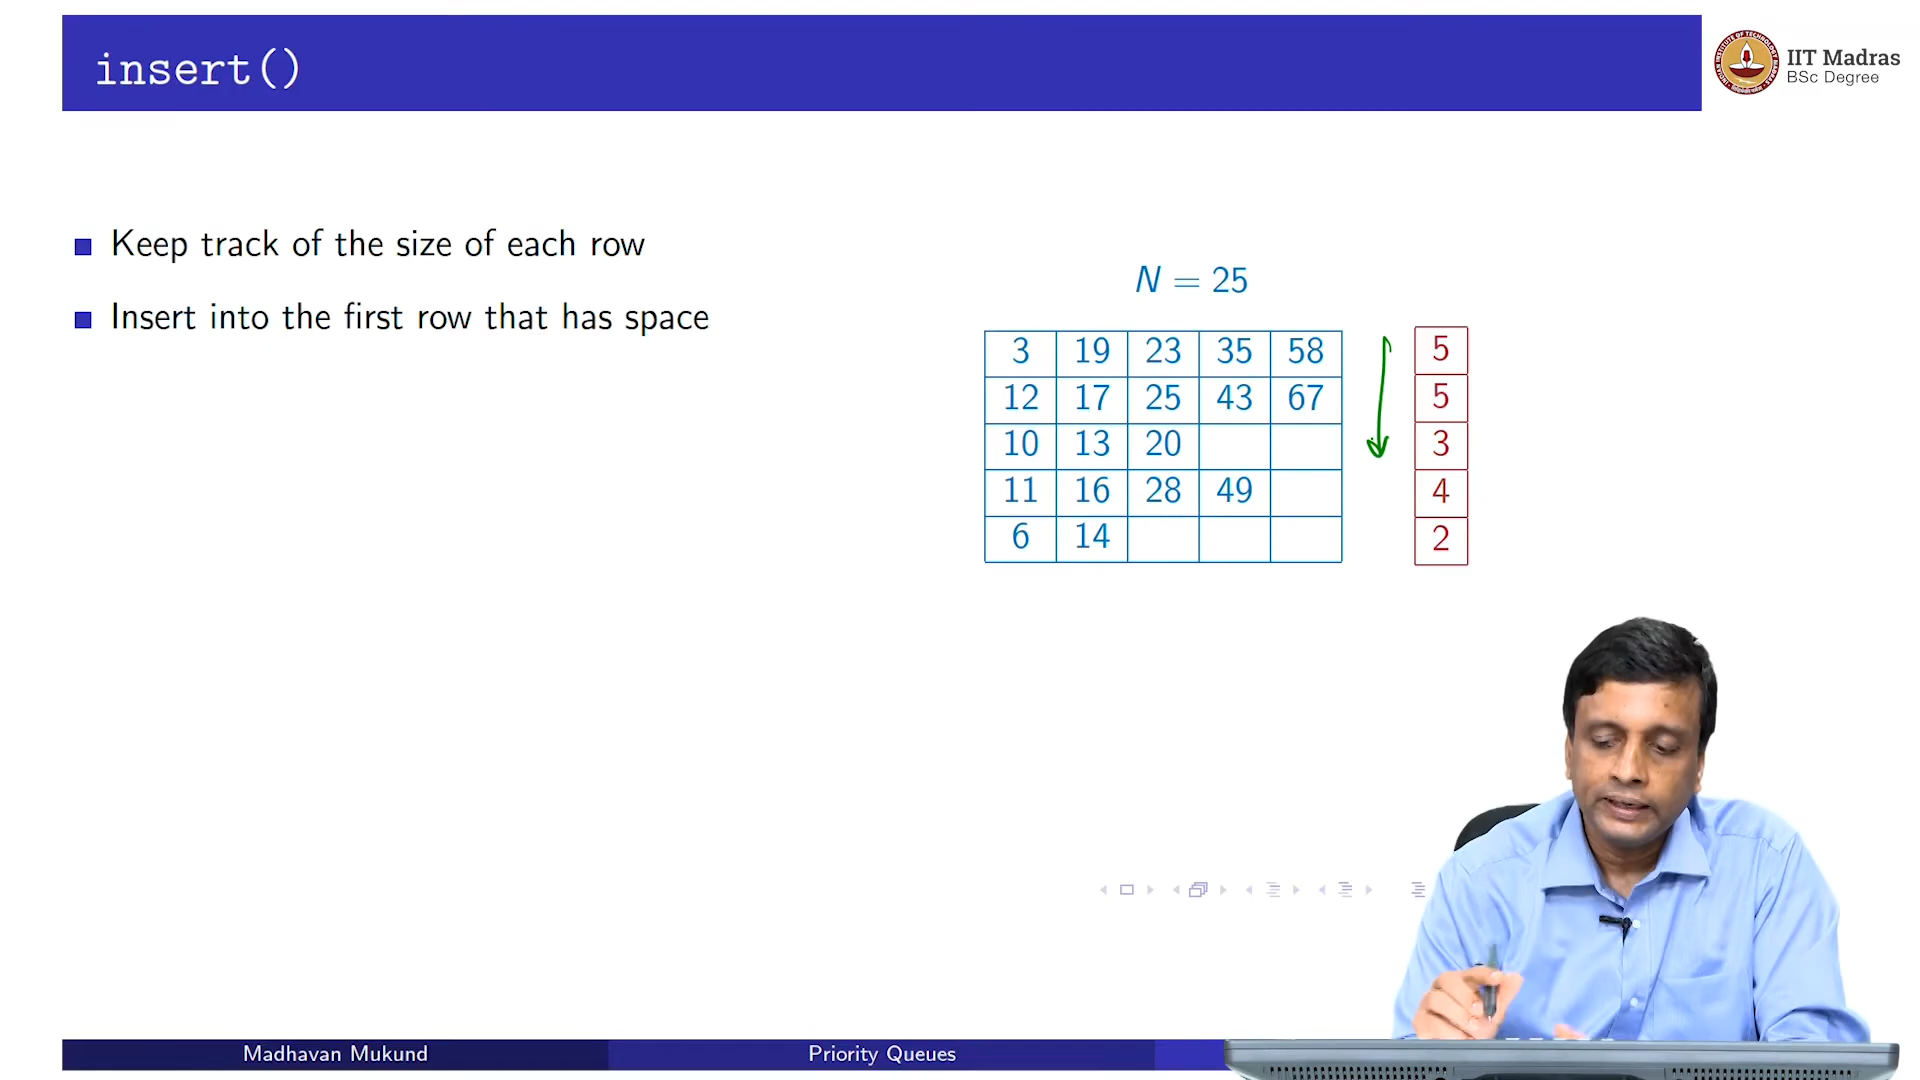 insert()
IIT Madras
BSc Degree
Keep track of the size of each row
Insert into the first row that has space
N = 25
3 19 23 35 58 5
12 17 25 43 67 5
10 13 20 3
11 16 28 49 4
6 14 2
Madhavan Mukund
Priority Queues